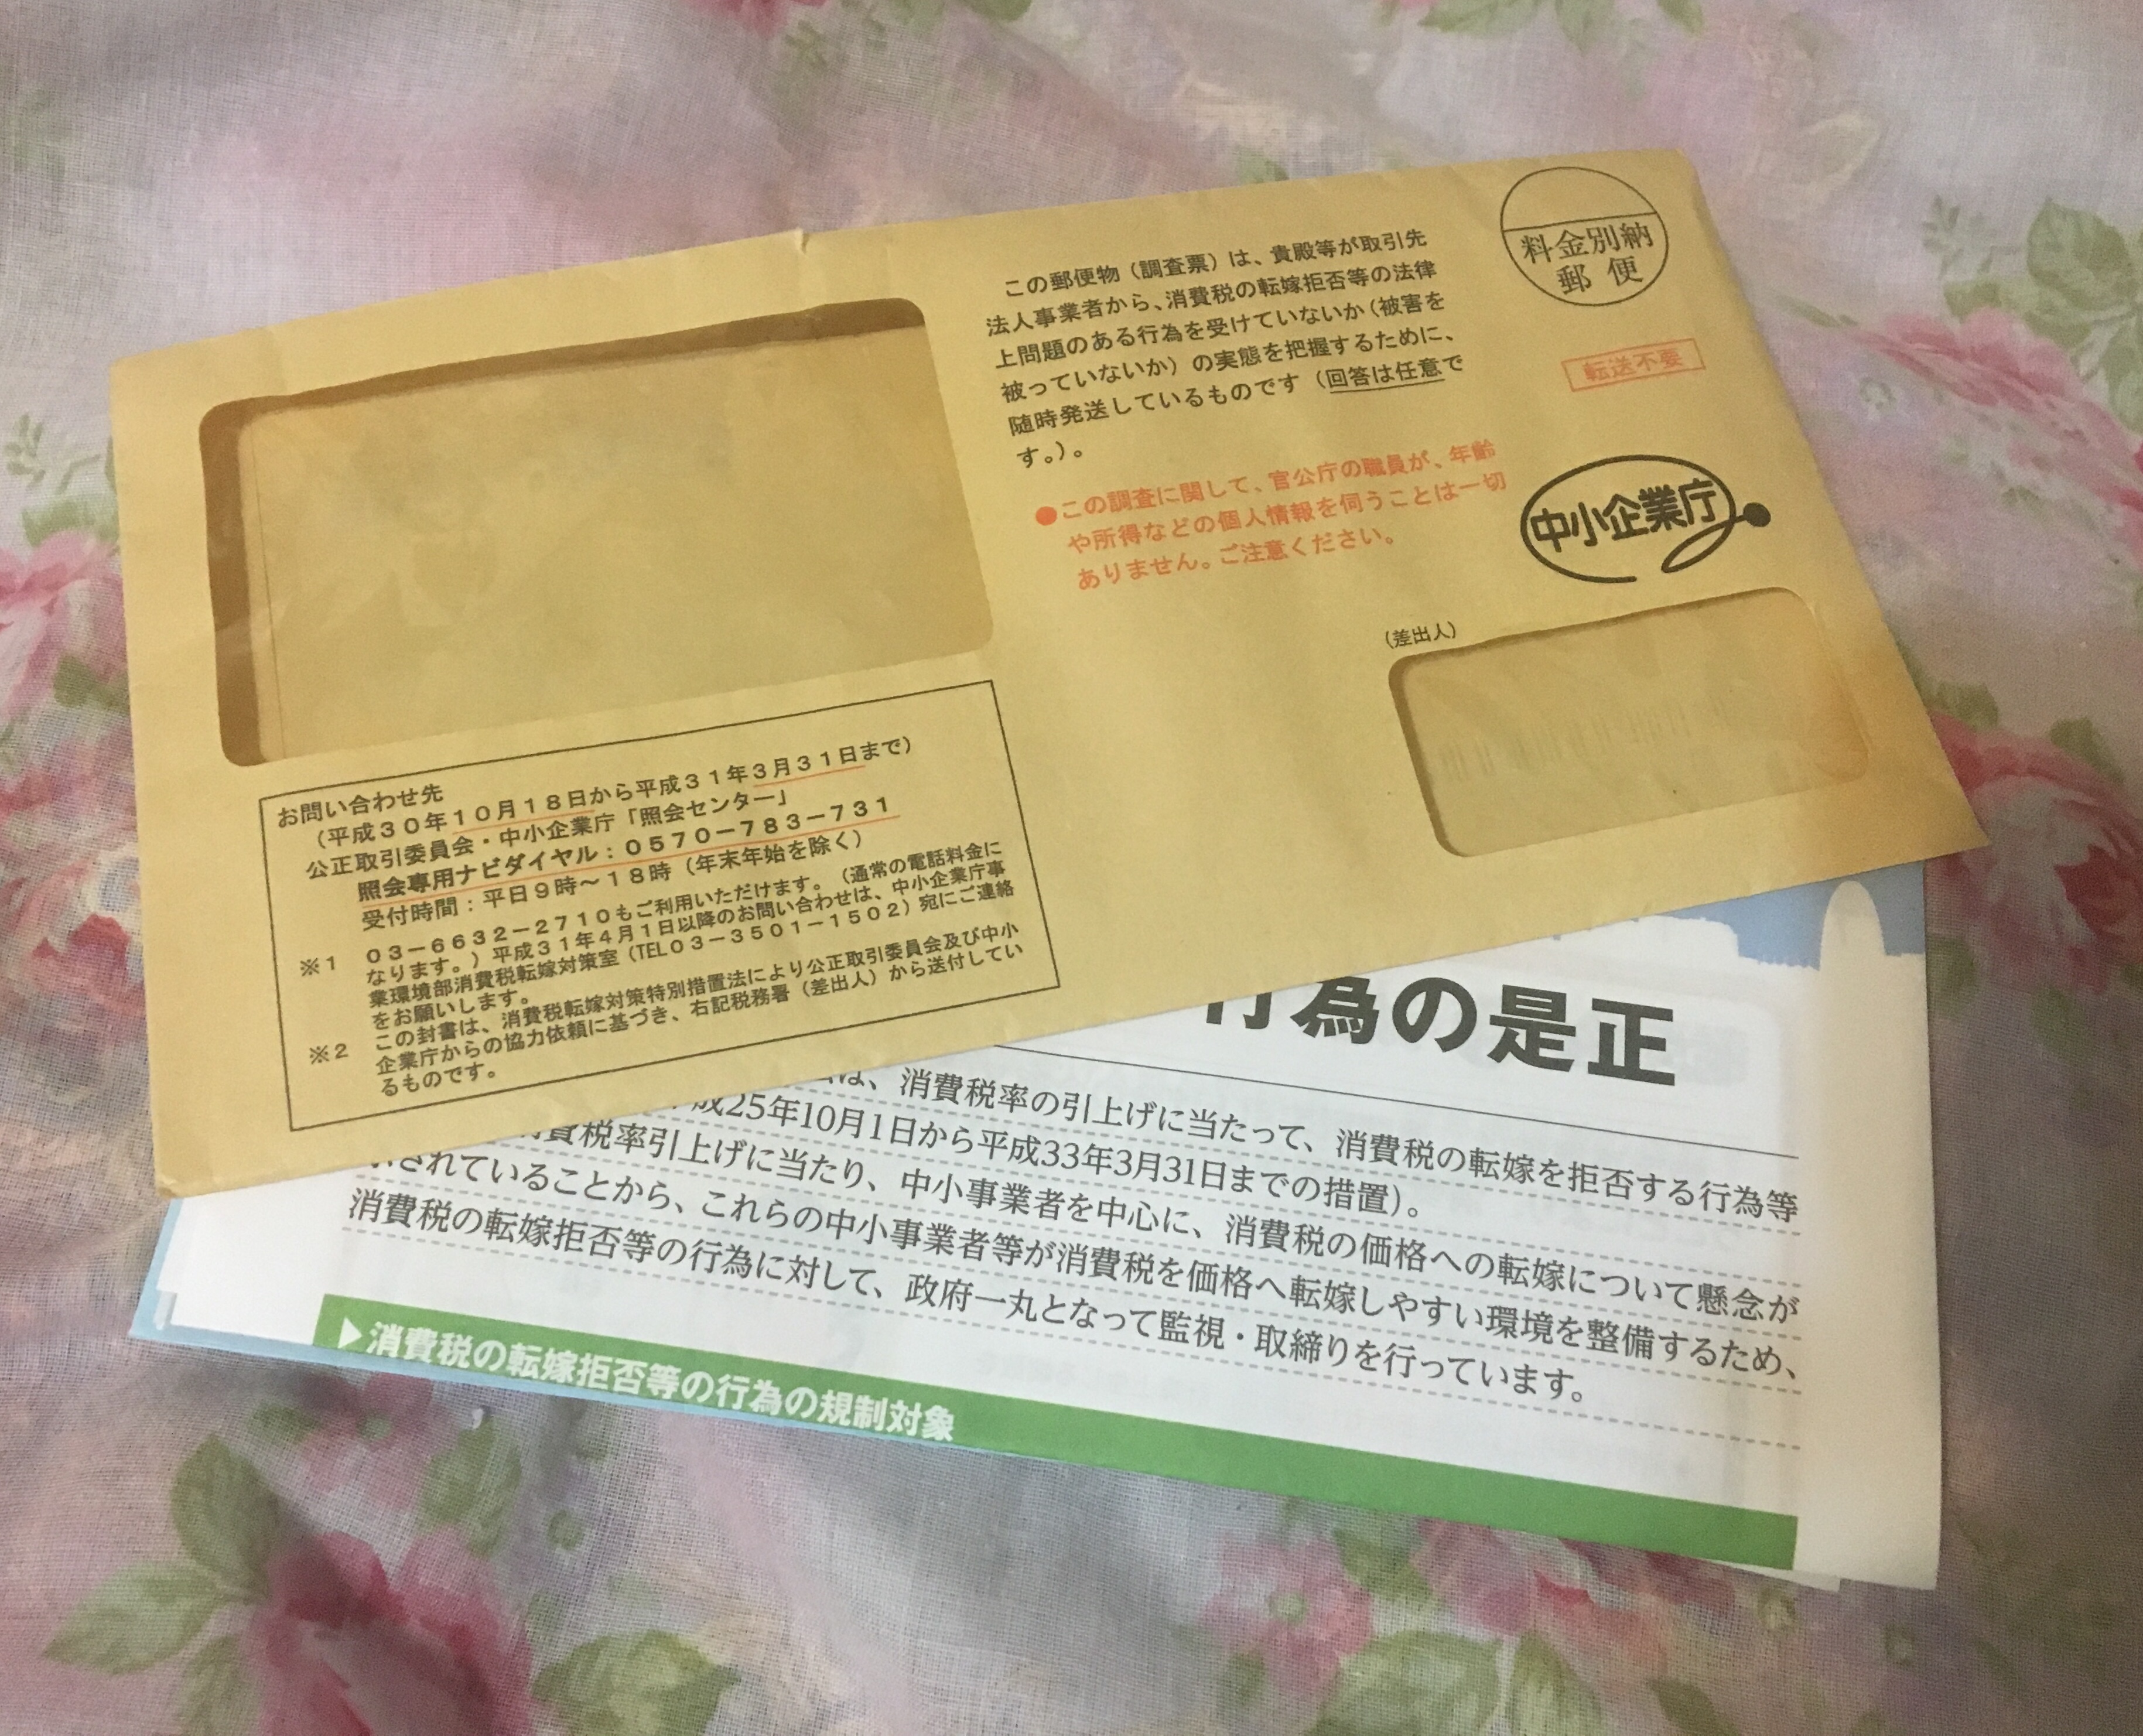 この郵便物（調査票）は、貴殿等が取引先
法人事業者から、消費税の転嫁拒否等の法律
上問題のある行為を受けていないか（被害を
被っていないか）の実態を把握するために、
随時発送しているものです（回答は任意で
す。）。
●この調査に関して、官公庁の職員が、年齢
や所得などの個人情報を伺うことは一切
ありません。ご注意ください。
料金別納
郵便
転送不要
中小企業庁
（差出人）
お問い合わせ先
（平成３０年１０月１８日から平成３１年３月３１日まで）
公正取引委員会・中小企業庁「照会センター」
照会専用ナビダイヤル：０５７０－７８３－７３１
受付時間：平日９時～１８時（年末年始を除く）
※１ ０３－６６３２－２７１０もご利用いただけます。（通常の電話料金に
なります。）平成３１年４月１日以降のお問い合わせは、中小企業庁事
業環境部消費税転嫁対策室（TEL０３－３５０１－１５０２）宛にご連絡
をお願いします。
※２ この封書は、消費税転嫁対策特別措置法により公正取引委員会及び中小
企業庁からの協力依頼に基づき、右記税務署（差出人）から送付してい
るものです。
行為の是正
は、消費税率の引上げに当たって、消費税の転嫁を拒否する行為等
成25年10月1日から平成33年3月31日までの措置）。
費税率引上げに当たり、中小事業者を中心に、消費税の価格への転嫁について懸念が
されていることから、これらの中小事業者等が消費税を価格へ転嫁しやすい環境を整備するため、
消費税の転嫁拒否等の行為に対して、政府一丸となって監視・取締りを行っています。
▶消費税の転嫁拒否等の行為の規制対象